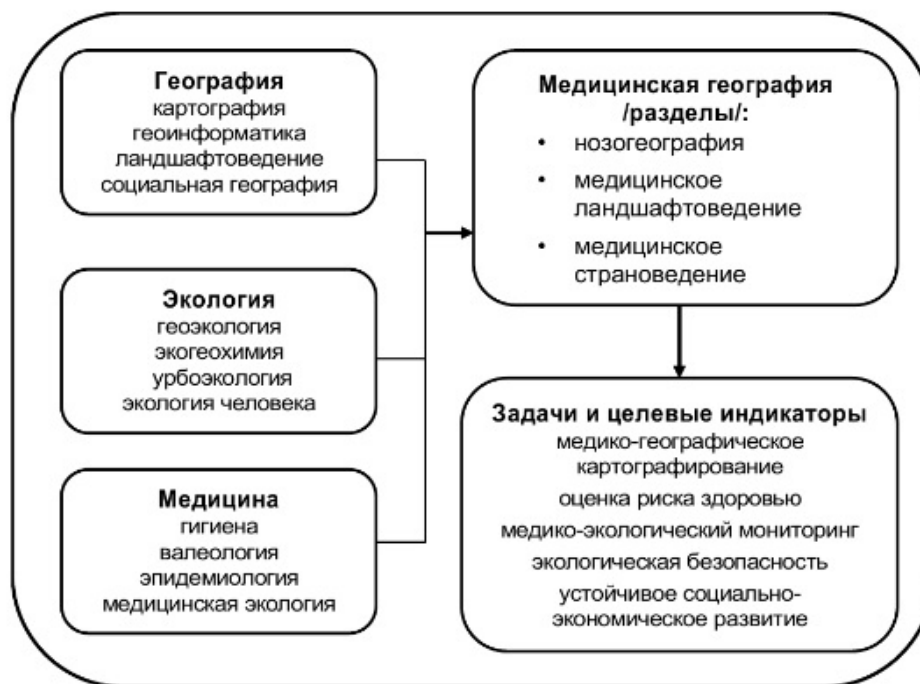 География
картография
геоинформатика
ландшафтоведение
социальная география
Экология
геоэкология
экогеохимия
урбоэкология
экология человека
Медицина
гигиена
валеология
эпидемиология
медицинская экология
Медицинская география
/разделы/:
• нозогеография
• медицинское
ландшафтоведение
• медицинское
страноведение
Задачи и целевые индикаторы
медико-географическое
картографирование
оценка риска здоровью
медико-экологический мониторинг
экологическая безопасность
устойчивое социально-
экономическое развитие